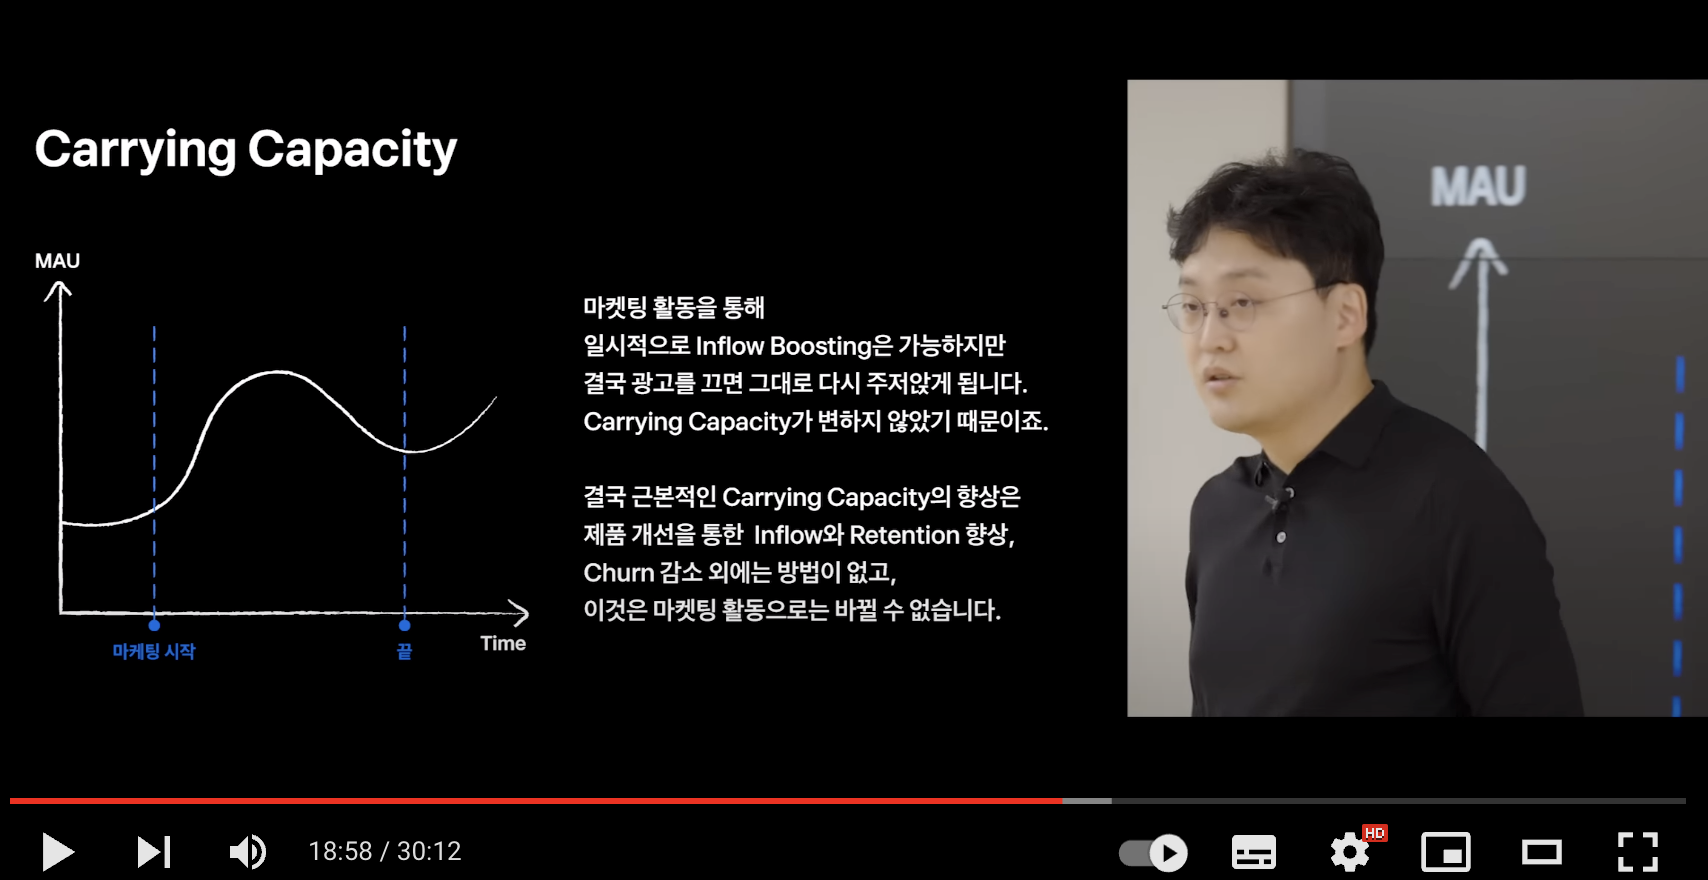 Carrying Capacity
MAU
마케팅 시작
끝
Time
마켓팅 활동을 통해
일시적으로 Inflow Boosting은 가능하지만
결국 광고를 끄면 그대로 다시 주저앉게 됩니다.
Carrying Capacity가 변하지 않았기 때문이죠.
결국 근본적인 Carrying Capacity의 향상은
제품 개선을 통한 Inflow와 Retention 향상,
Churn 감소 외에는 방법이 없고,
이것은 마켓팅 활동으로는 바뀔 수 없습니다.
MAU
18:58 / 30:12
HD